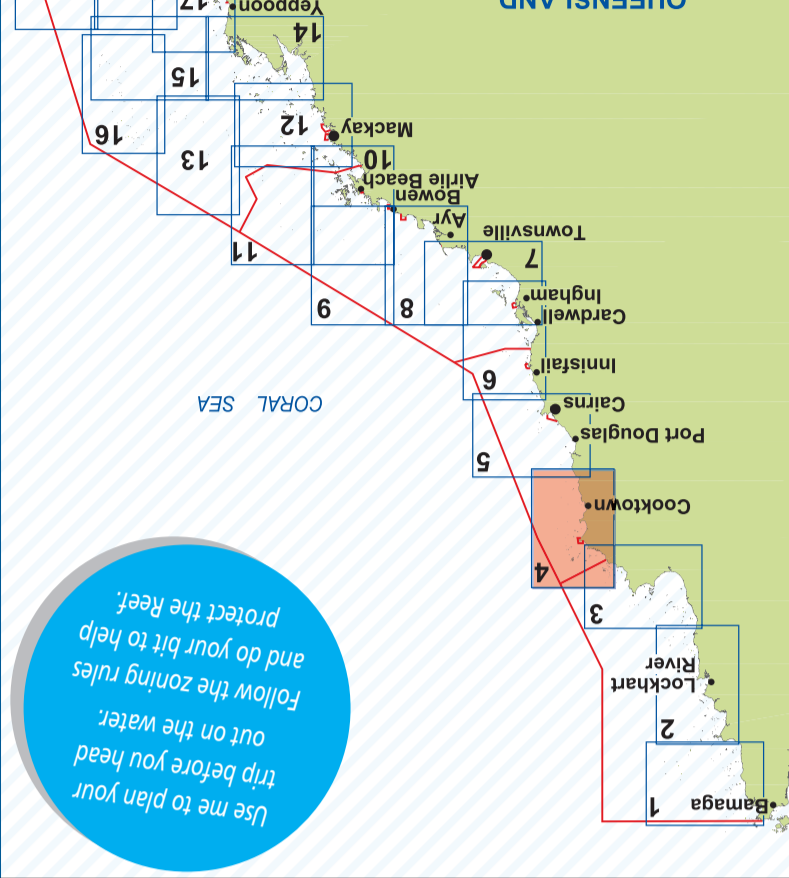 Bamaga
1
2
Lockhart
River
3
4
Cooktown
Port Douglas
5
Cairns
Innisfail
6
Cardwell
Ingham
7
Townsville
8
Ayr
9
Bowen
Airlie Beach
10
11
Mackay
12
13
14
15
16
17
Yeppoon
QUEENSLAND
CORAL SEA
Use me to plan your
trip before you head
out on the water.
Follow the zoning rules
and do your bit to help
protect the Reef.